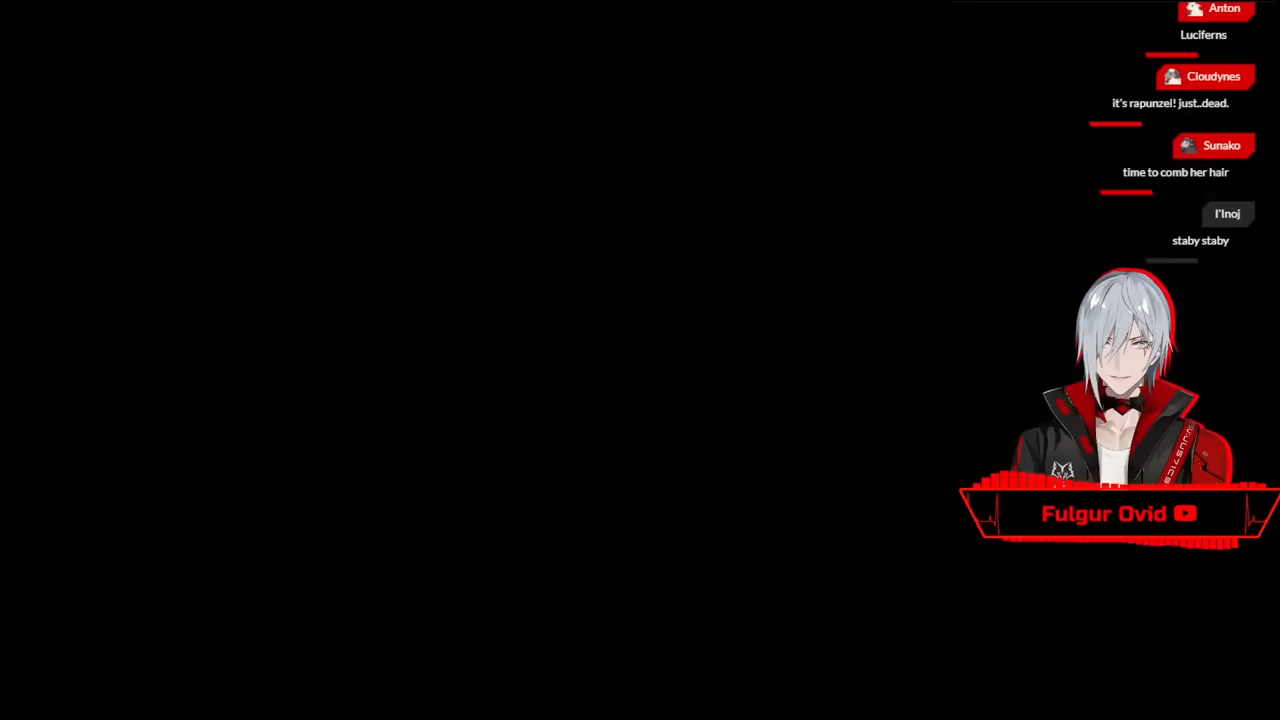 Anton
Luciferns
Cloudynes
it's rapunzel! just..dead.
Sunako
time to comb her hair
l'Inoj
staby staby
Fulgur Ovid